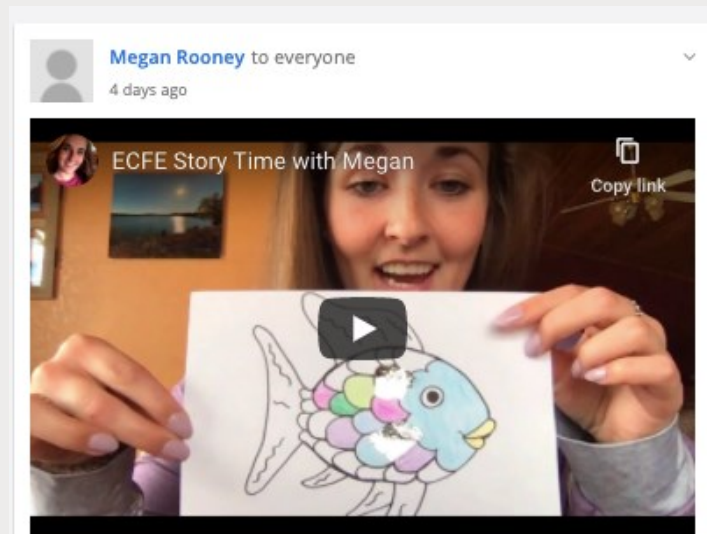 Megan Rooney to everyone
4 days ago
ECFE Story Time with Megan
Copy link